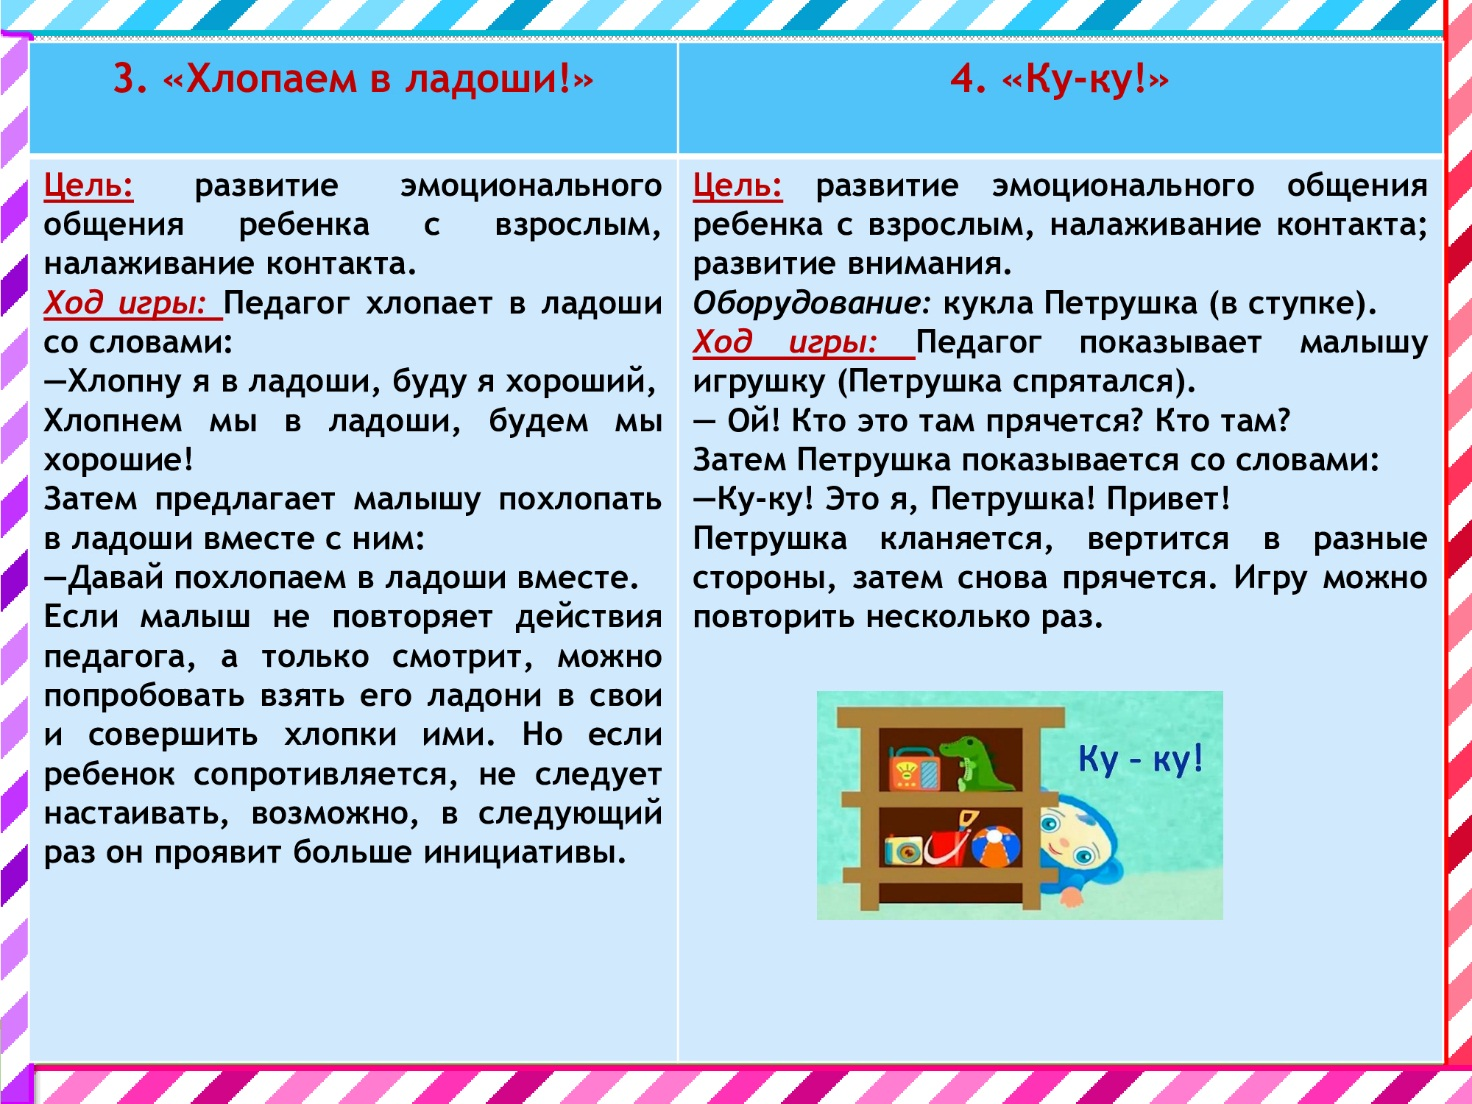 3. «Хлопаем в ладоши!»
Цель: развитие эмоционального
общения ребенка с взрослым,
налаживание контакта.
Ход игры: Педагог хлопает в ладоши
со словами:
—Хлопну я в ладоши, буду я хороший,
Хлопнем мы в ладоши, будем мы
хорошие!
Затем предлагает малышу похлопать
в ладоши вместе с ним:
—Давай похлопаем в ладоши вместе.
Если малыш не повторяет действия
педагога, а только смотрит, можно
попробовать взять его ладони в свои
и совершить хлопки ими. Но если
ребенок сопротивляется, не следует
настаивать, возможно, в следующий
раз он проявит больше инициативы.
4. «Ку-ку!»
Цель: развитие эмоционального общения
ребенка с взрослым, налаживание контакта;
развитие внимания.
Оборудование: кукла Петрушка (в ступке).
Ход игры: Педагог показывает малышу
игрушку (Петрушка спрятался).
— Ой! Кто это там прячется? Кто там?
Затем Петрушка показывается со словами:
—Ку-ку! Это я, Петрушка! Привет!
Петрушка кланяется, вертится в разные
стороны, затем снова прячется. Игру можно
повторить несколько раз.
Ку – ку!